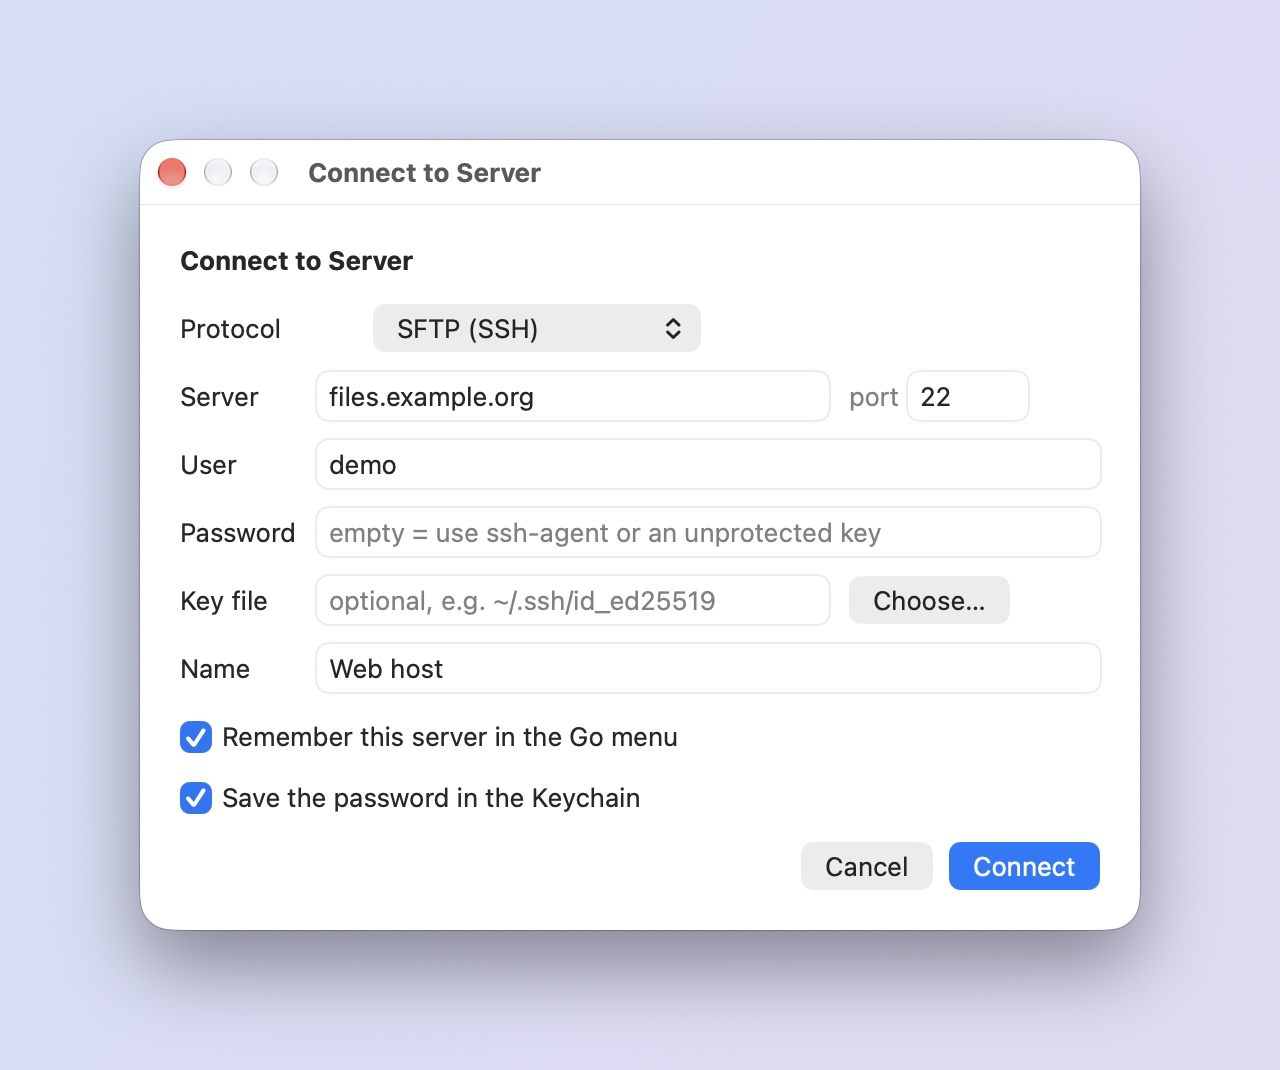 Connect to Server
Connect to Server
Protocol SFTP (SSH)
Server files.example.org port 22
User demo
Password empty = use ssh-agent or an unprotected key
Key file optional, e.g. ~/.ssh/id_ed25519 Choose...
Name Web host
Remember this server in the Go menu
Save the password in the Keychain
Cancel Connect